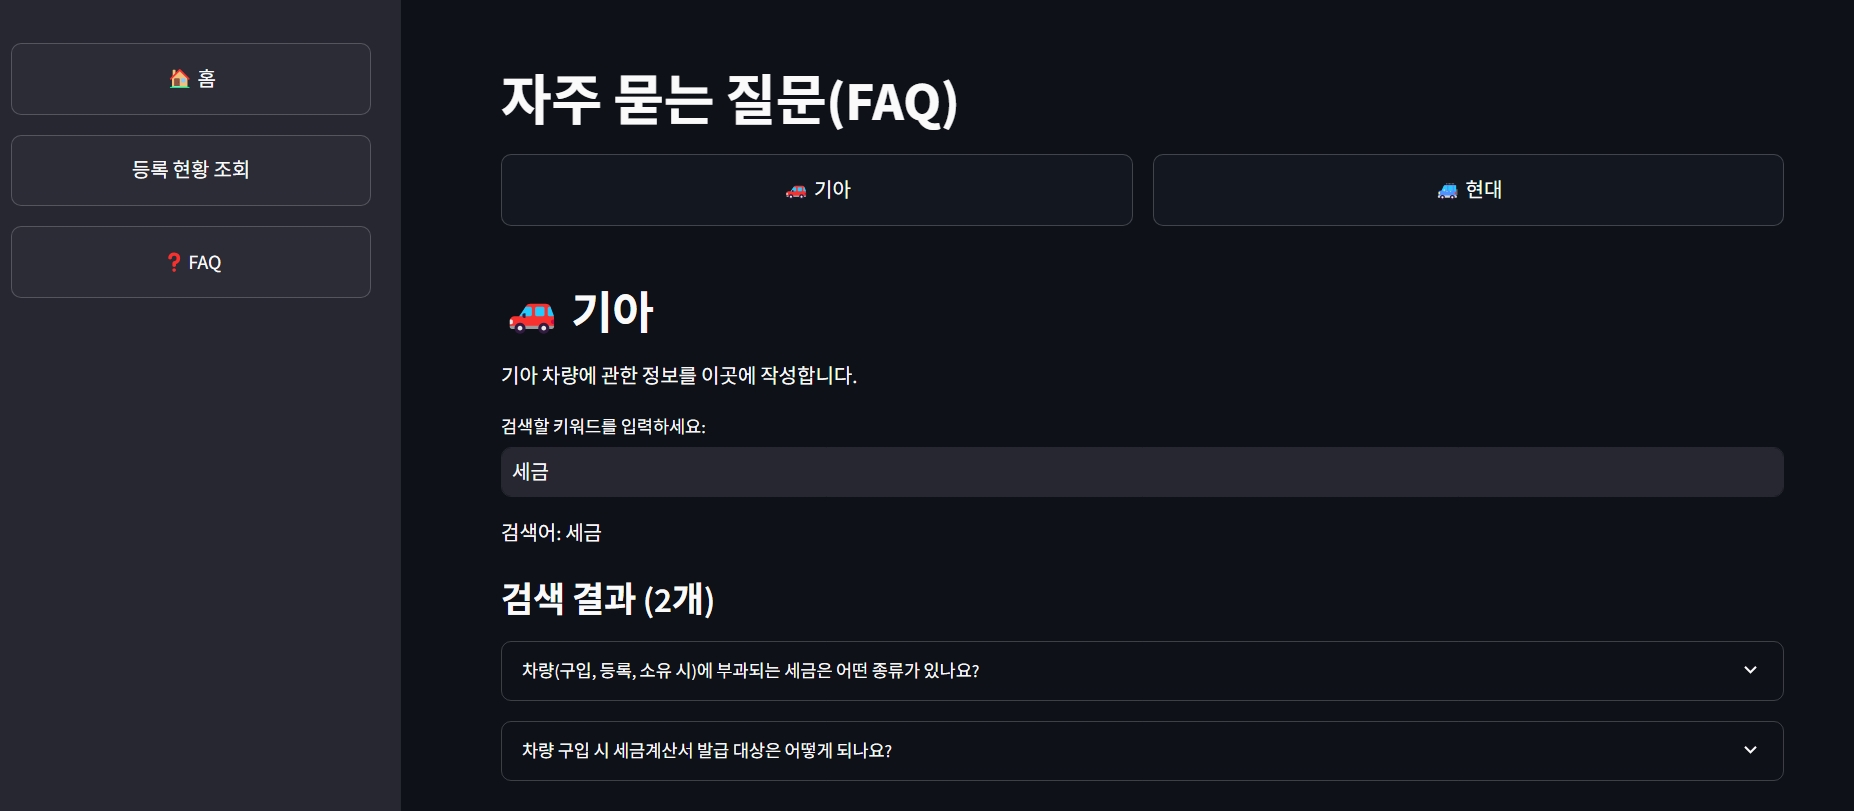 홈
등록 현황 조회
FAQ
자주 묻는 질문(FAQ)
기아
현대
기아
기아 차량에 관한 정보를 이곳에 작성합니다.
검색할 키워드를 입력하세요:
세금
검색어: 세금
검색 결과 (2개)
차량(구입, 등록, 소유 시)에 부과되는 세금은 어떤 종류가 있나요?
차량 구입 시 세금계산서 발급 대상은 어떻게 되나요?